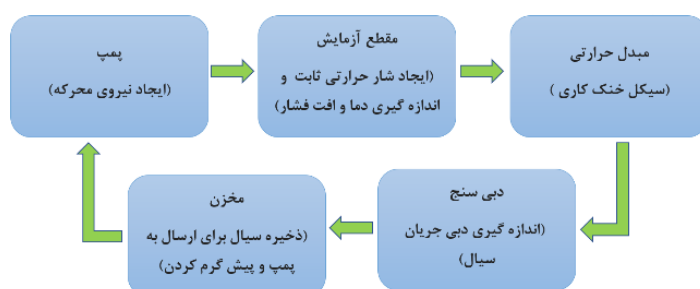 پمپ
(ایجاد نیروی محرکه)
مقطع آزمایش
(ایجاد شار حرارتی ثابت و
اندازه گیری دما و افت فشار)
مبدل حرارتی
(سیکل خنک کاری )
دبی سنج
(اندازه گیری دبی جریان
سیال)
مخزن
(ذخیره سیال برای ارسال به
پمپ و پیش گرم کردن)